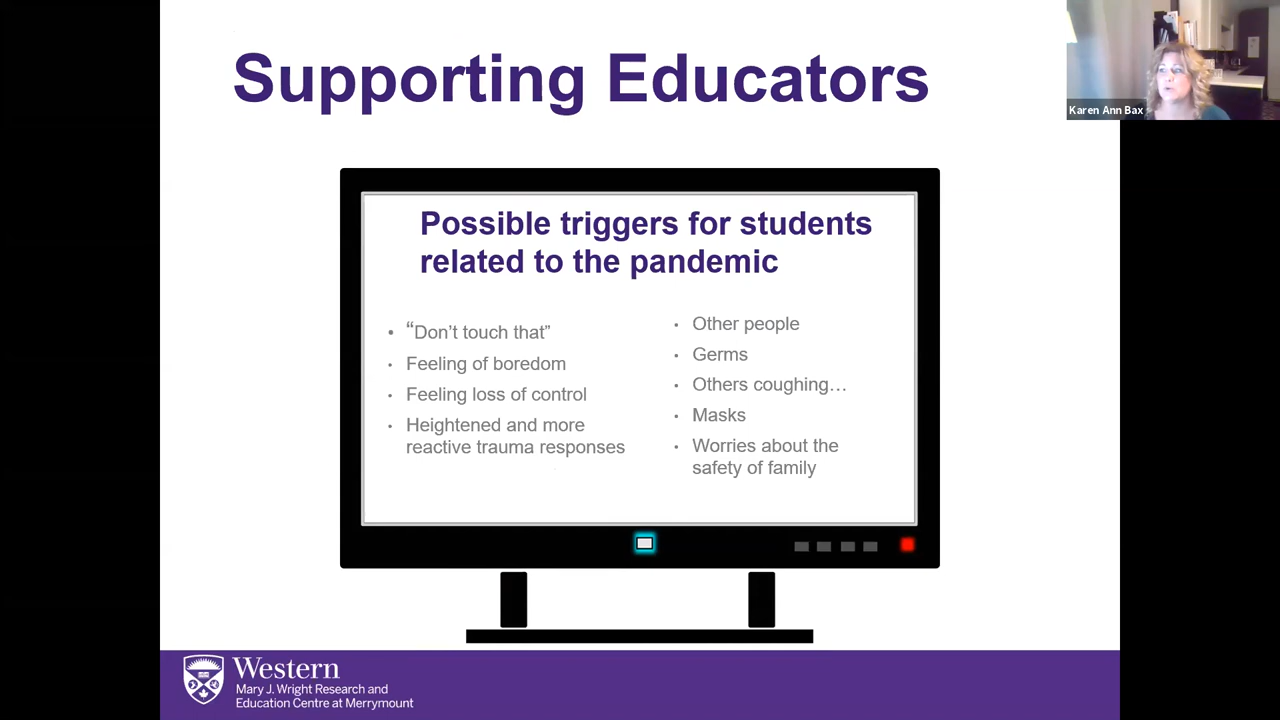 Supporting Educators
Karen Ann Bax
Possible triggers for students
related to the pandemic
• “Don’t touch that”
• Feeling of boredom
• Feeling loss of control
• Heightened and more
reactive trauma responses
• Other people
• Germs
• Others coughing…
• Masks
• Worries about the
safety of family
Western
Mary J. Wright Research and
Education Centre at Merrymount